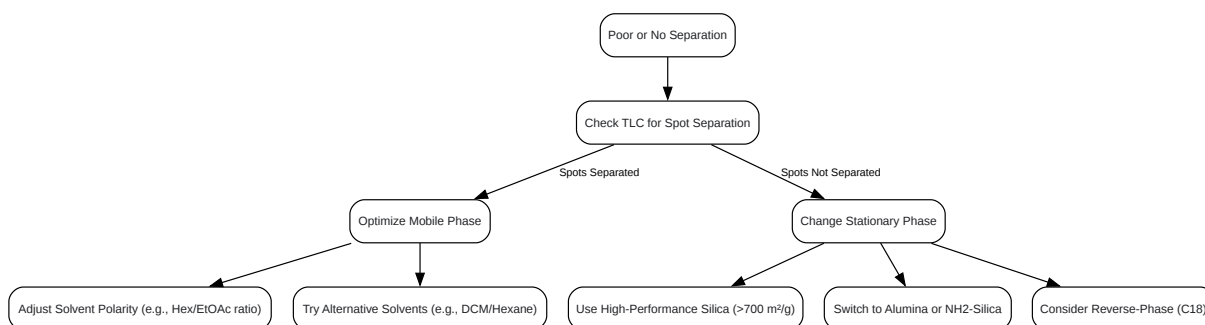 Poor or No Separation
Check TLC for Spot Separation
Spots Separated
Spots Not Separated
Optimize Mobile Phase
Change Stationary Phase
Adjust Solvent Polarity (e.g., Hex/EtOAc ratio)
Try Alternative Solvents (e.g., DCM/Hexane)
Use High-Performance Silica (>700 m²/g)
Switch to Alumina or NH2-Silica
Consider Reverse-Phase (C18)